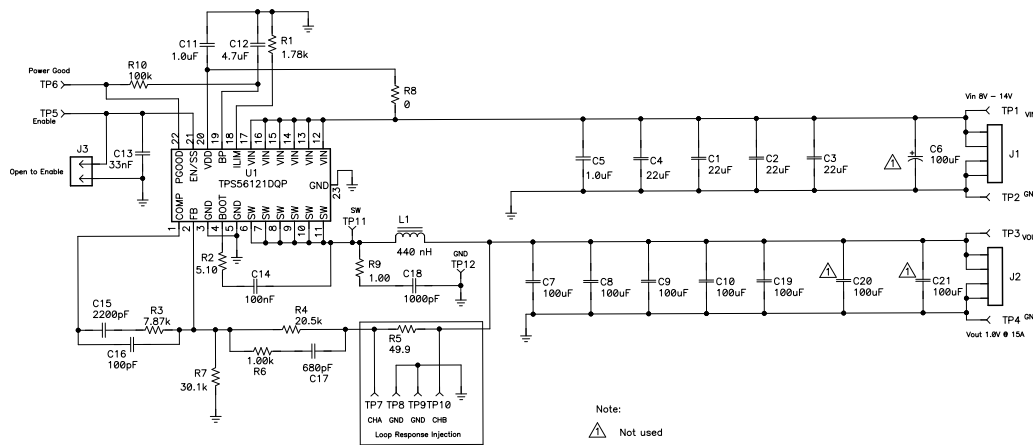 C11
1.0uF
C12
4.7uF
R1
1.78k
Power Good
TP6
R10
100k
R8
0
TP5
Enable
J3
Open to Enable
C13
33nF
22 21 20 19 18 17 16 15 14 13 12
PGOOD EN/SS VDD BP ILIM VIN VIN VIN VIN VIN VIN
U1
TPS56121DQP
GND
23
COMP FB GND BOOT GND SW SW SW SW SW SW
1 2 3 4 5 6 7 8 9 10 11
C5
1.0uF
C4
22uF
C1
22uF
C2
22uF
C3
22uF
1
+
C6
100uF
Vin 8V - 14V
TP1
J1
TP2 GND
SW
TP11
L1
440 nH
R2
5.10
C14
100nF
R9
1.00
C18
1000pF
GND
TP12
C7
100uF
C8
100uF
C9
100uF
C10
100uF
C19
100uF
1
C20
100uF
1
C21
100uF
TP3
J2
TP4
Vout 1.0V @ 15A
C15
2200pF
R3
7.87k
C16
100pF
R4
20.5k
R5
49.9
1.00k
R6
680pF
C17
R7
30.1k
TP7 TP8 TP9 TP10
CHA GND GND CHB
Loop Response Injection
Note:
1 Not used